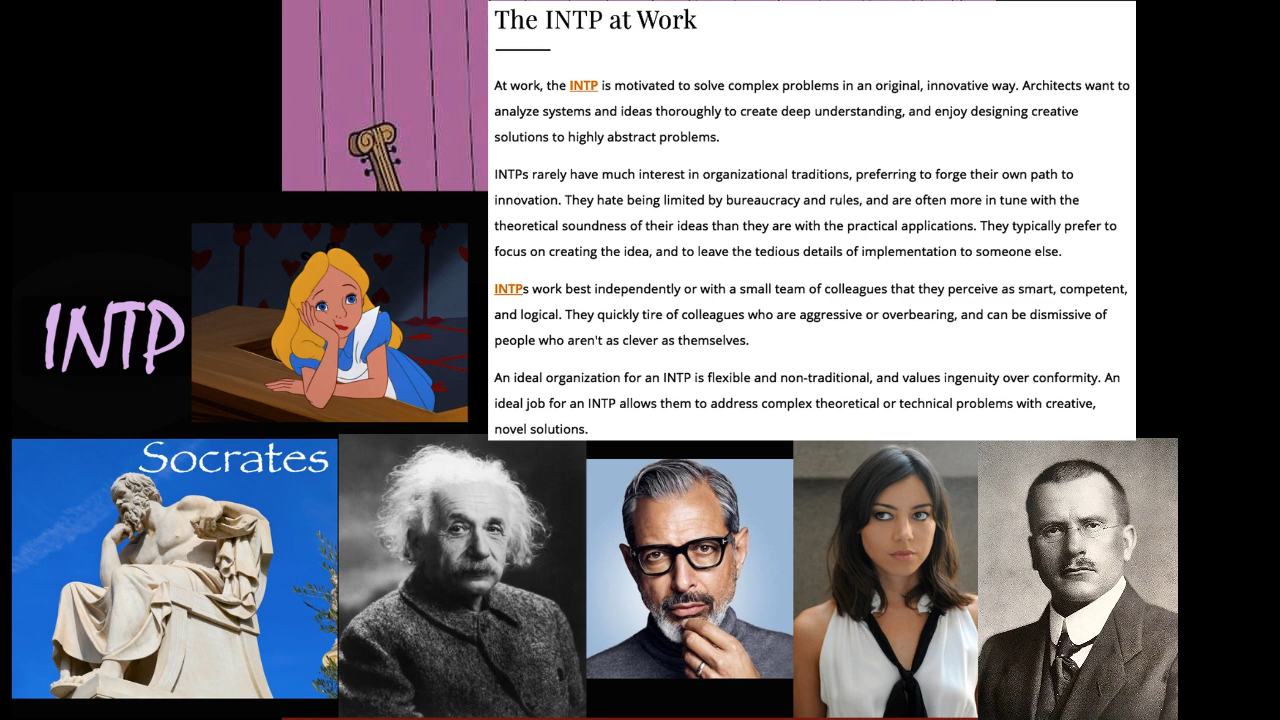 The INTP at Work
At work, the INTP is motivated to solve complex problems in an original, innovative way. Architects want to
analyze systems and ideas thoroughly to create deep understanding, and enjoy designing creative
solutions to highly abstract problems.
INTPs rarely have much interest in organizational traditions, preferring to forge their own path to
innovation. They hate being limited by bureaucracy and rules, and are often more in tune with the
theoretical soundness of their ideas than they are with the practical applications. They typically prefer to
focus on creating the idea, and to leave the tedious details of implementation to someone else.
INTPs work best independently or with a small team of colleagues that they perceive as smart, competent,
and logical. They quickly tire of colleagues who are aggressive or overbearing, and can be dismissive of
people who aren't as clever as themselves.
An ideal organization for an INTP is flexible and non-traditional, and values ingenuity over conformity. An
ideal job for an INTP allows them to address complex theoretical or technical problems with creative,
novel solutions.
INTP
Socrates